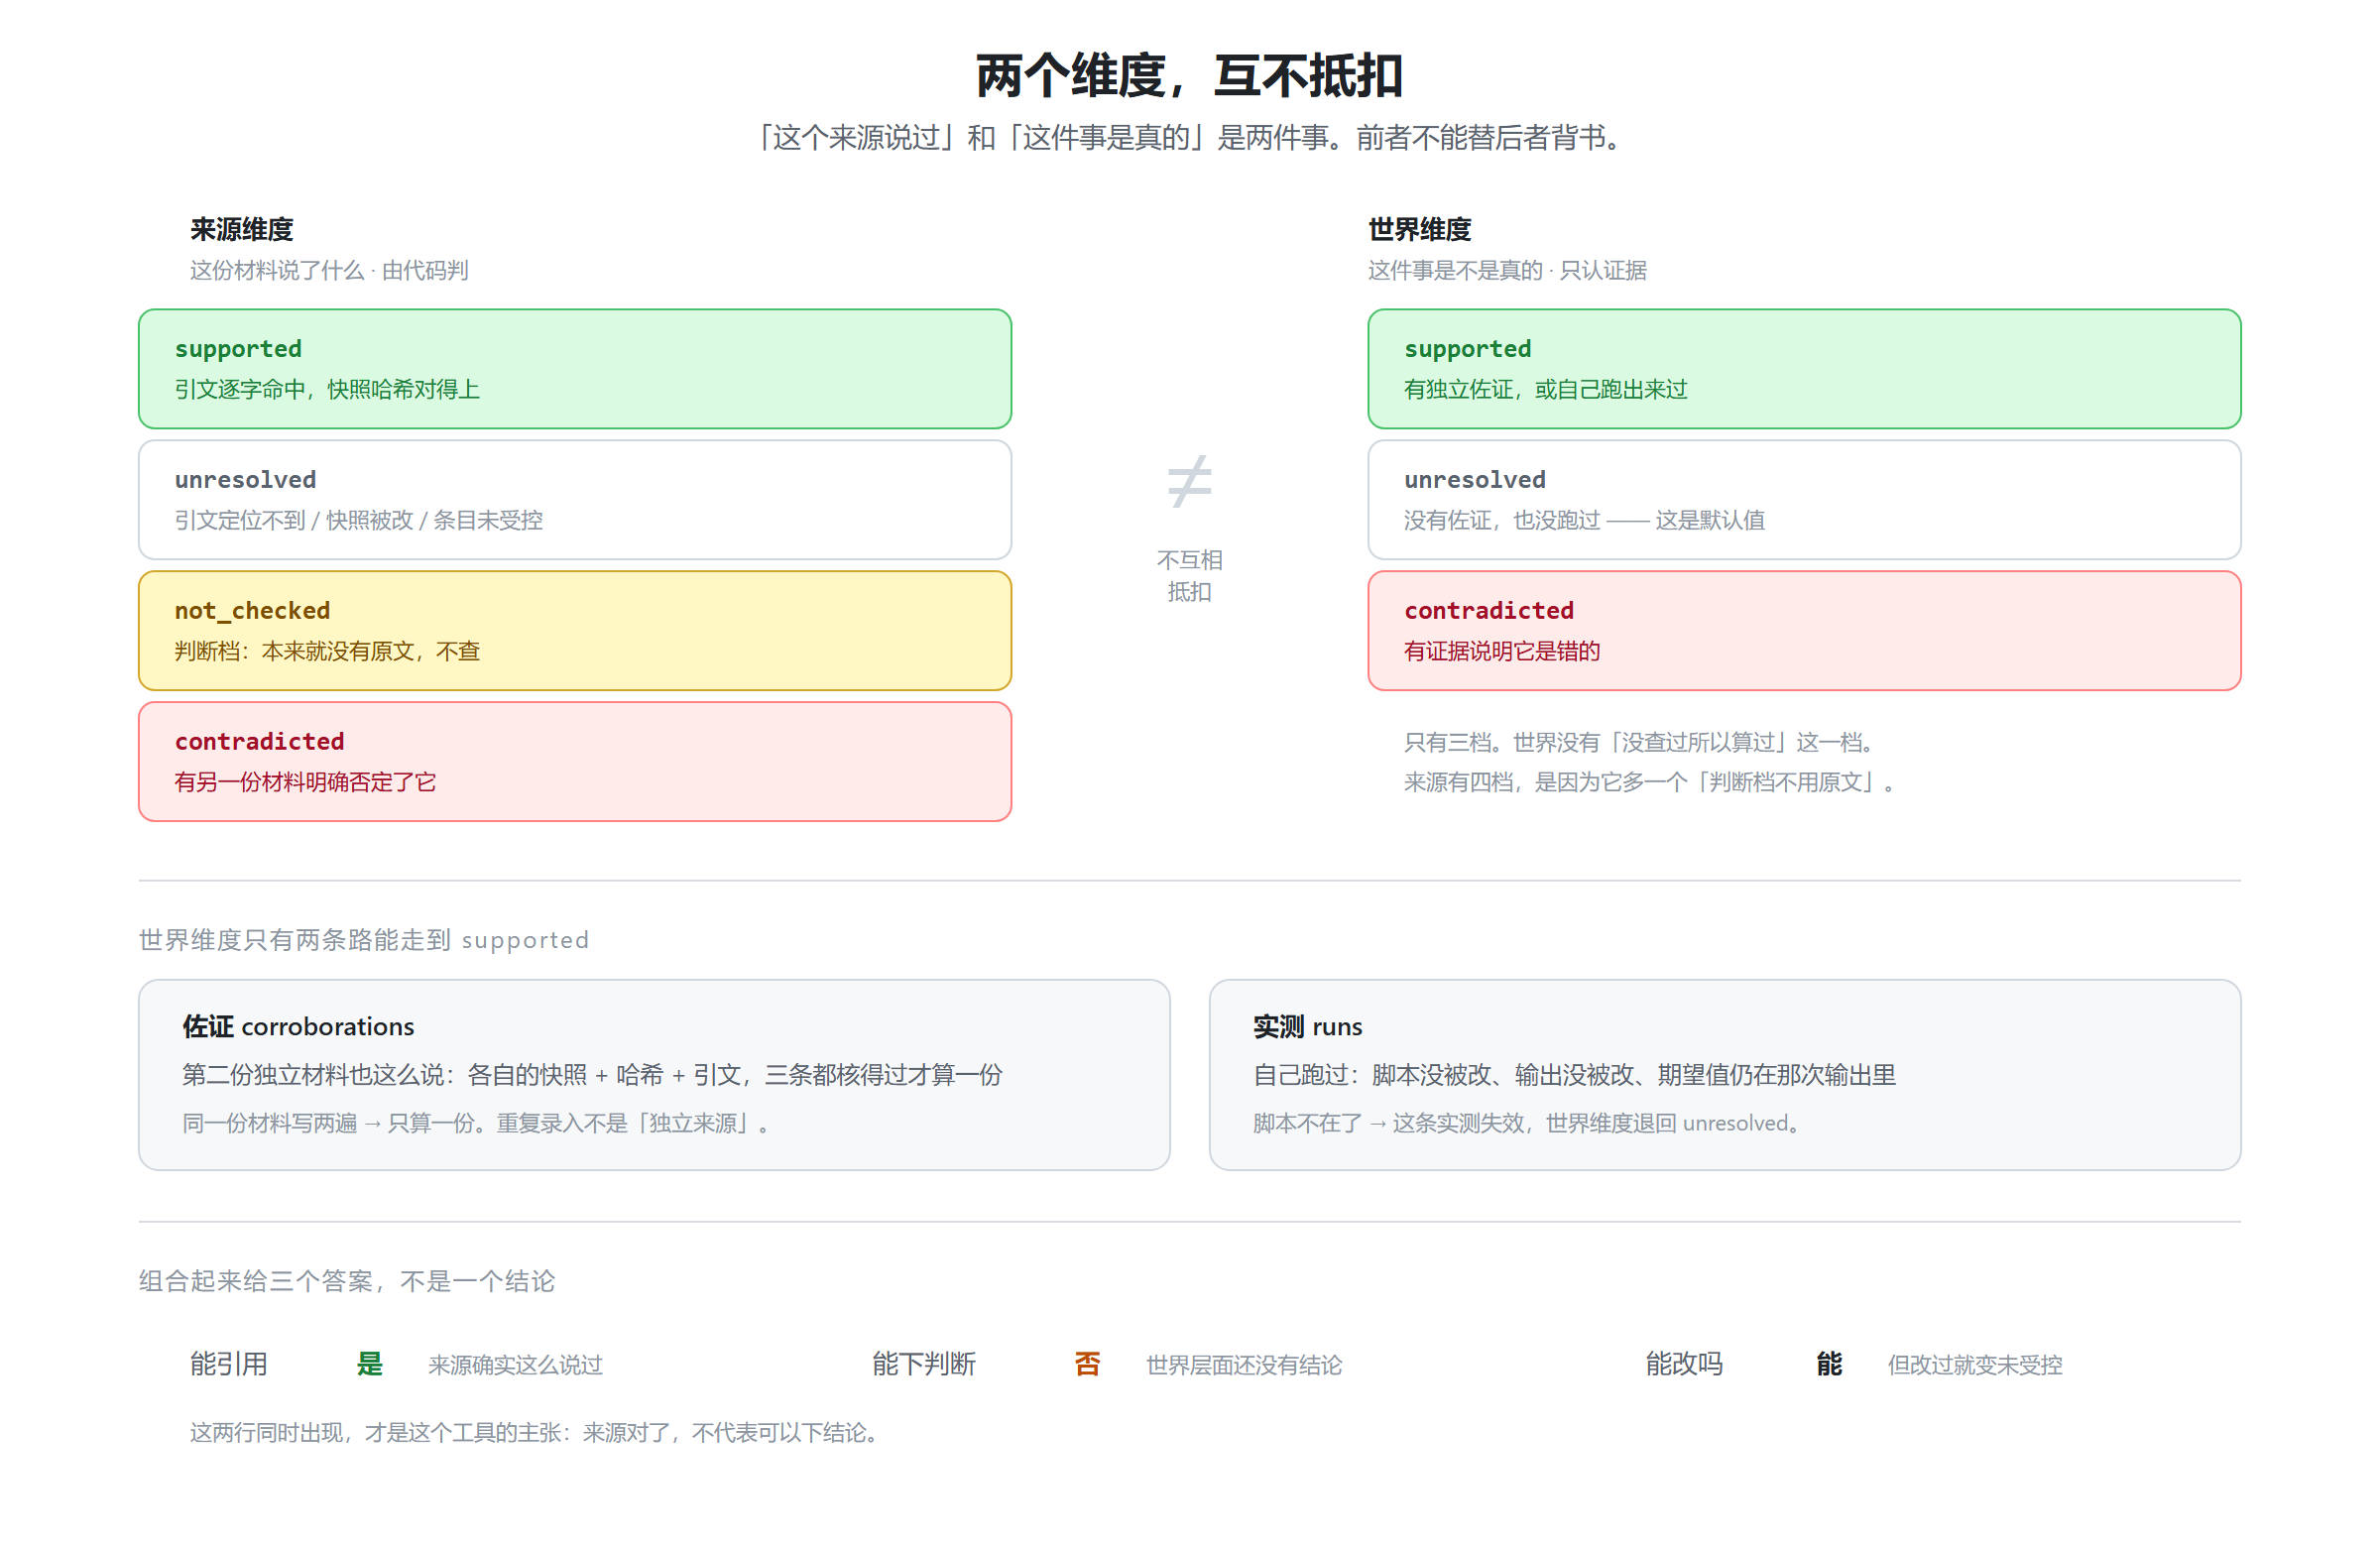 两个维度，互不抵扣
「这个来源说过」和「这件事是真的」是两件事。前者不能替后者背书。
来源维度
这份材料说了什么 · 由代码判
supported
引文逐字命中，快照哈希对得上
unresolved
引文定位不到 / 快照被改 / 条目未受控
not_checked
判断档：本来就没有原文，不查
contradicted
有另一份材料明确否定了它
≠
不互相
抵扣
世界维度
这件事是不是真的 · 只认证据
supported
有独立佐证，或自己跑出来过
unresolved
没有佐证，也没跑过 —— 这是默认值
contradicted
有证据说明它是错的
只有三档。世界没有「没查过所以算过」这一档。
来源有四档，是因为它多一个「判断档不用原文」。
世界维度只有两条路能走到 supported
佐证 corroborations
第二份独立材料也这么说：各自的快照 + 哈希 + 引文，三条都核得过才算一份
同一份材料写两遍 → 只算一份。重复录入不是「独立来源」。
实测 runs
自己跑过：脚本没被改、输出没被改、期望值仍在那次输出里
脚本不在了 → 这条实测失效，世界维度退回 unresolved。
组合起来给三个答案，不是一个结论
能引用 是 来源确实这么说过
能下判断 否 世界层面还没有结论
能改吗 能 但改过就变未受控
这两行同时出现，才是这个工具的主张：来源对了，不代表可以下结论。